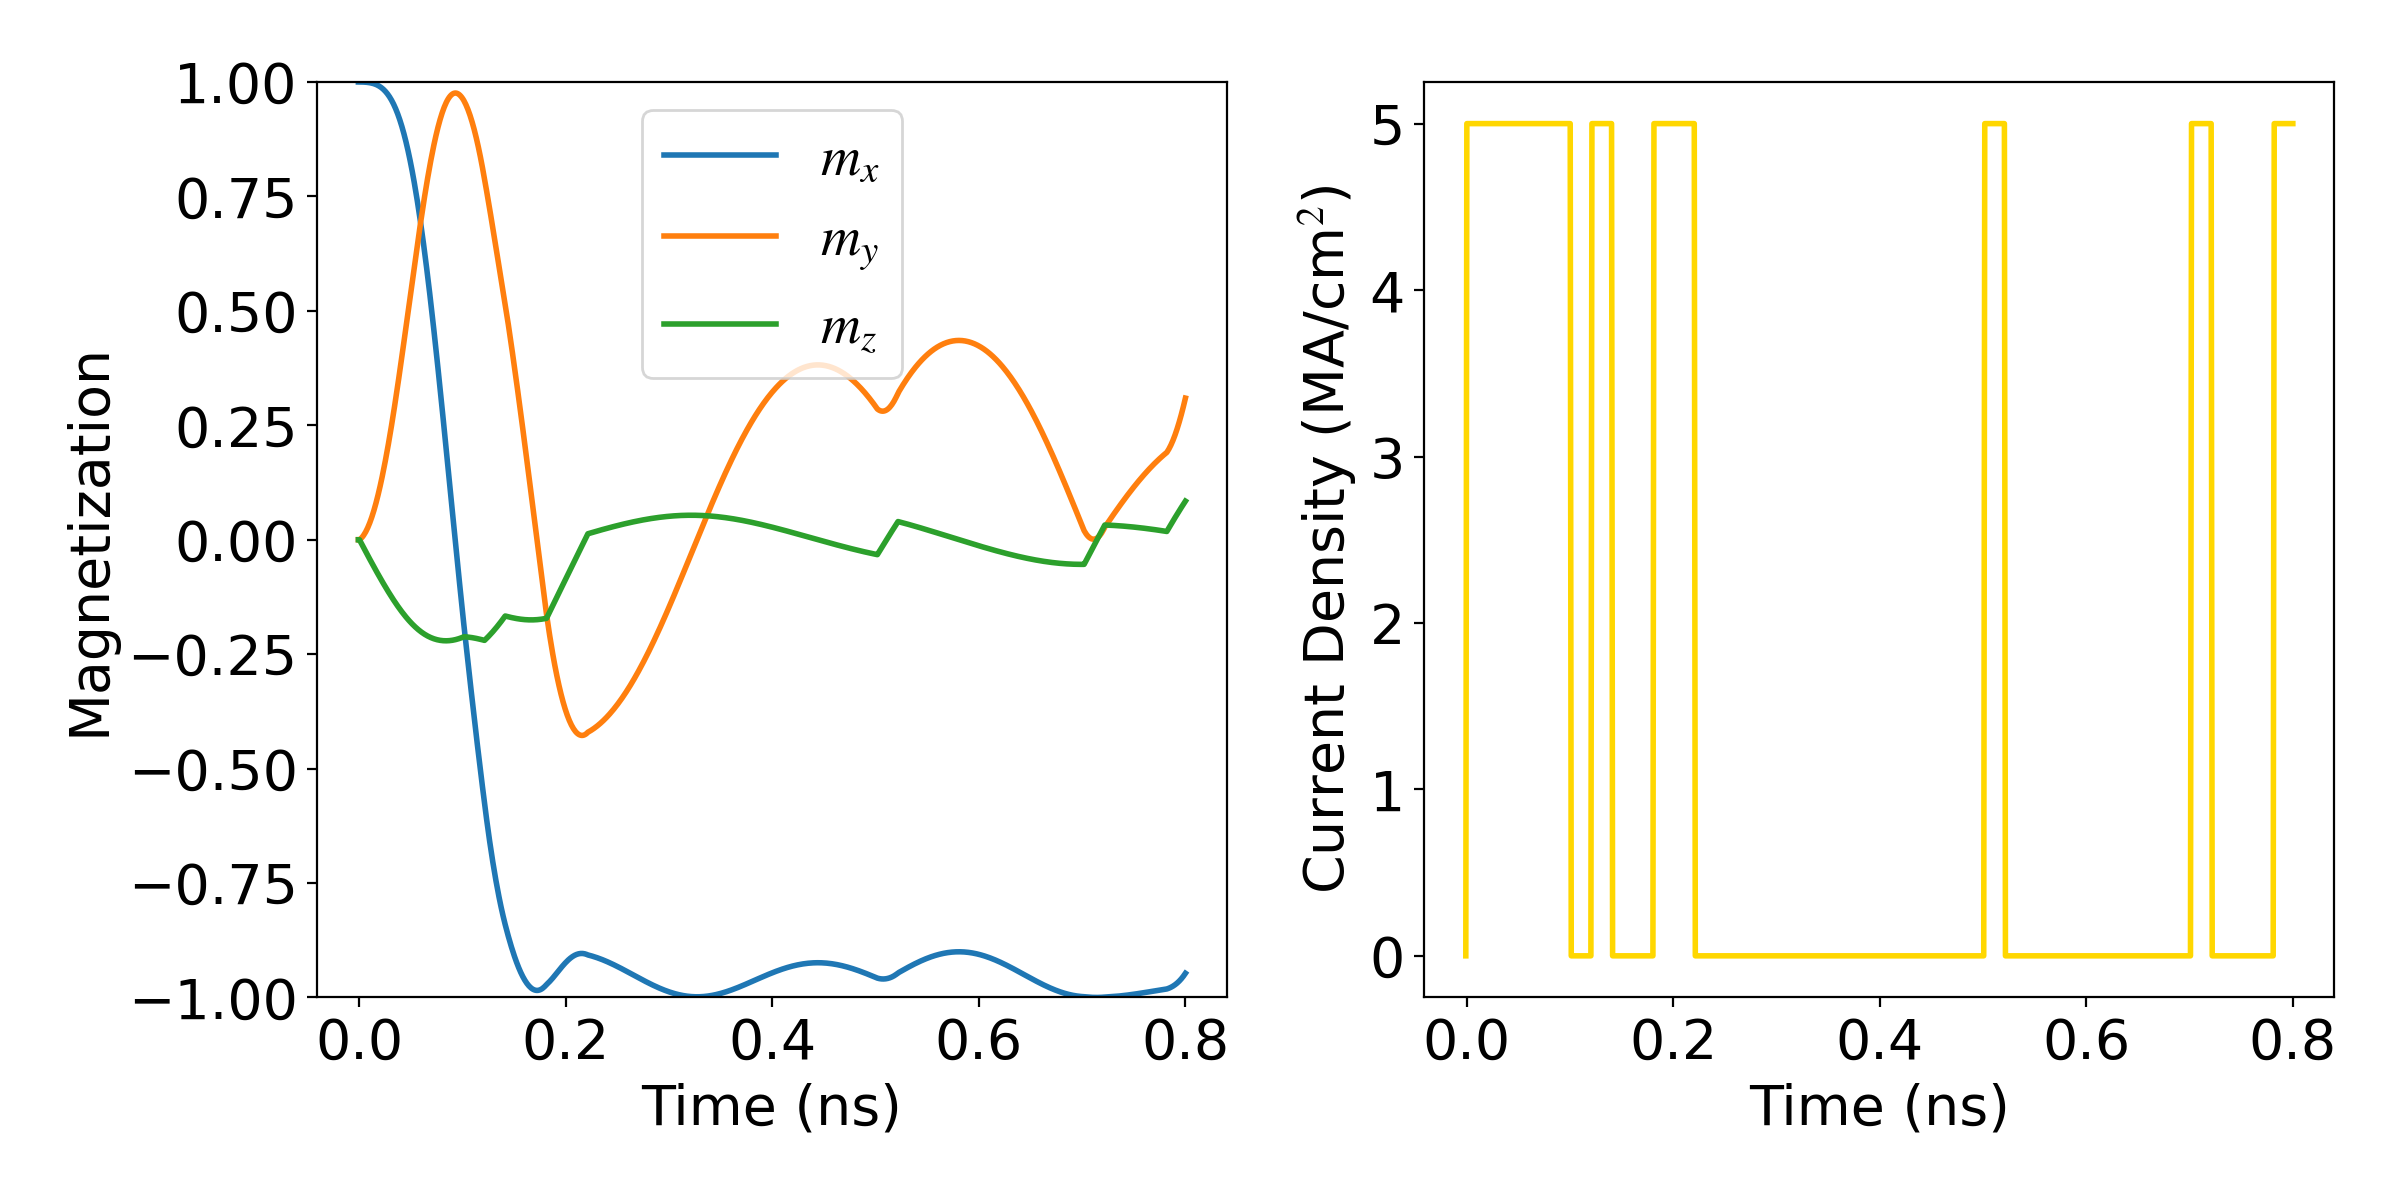 1.00
0.75
0.50
0.25
0.00
−0.25
−0.50
−0.75
−1.00
Magnetization
0.0 0.2 0.4 0.6 0.8
Time (ns)
m_x
m_y
m_z
5
4
3
2
1
0
Current Density (MA/cm²)
0.0 0.2 0.4 0.6 0.8
Time (ns)